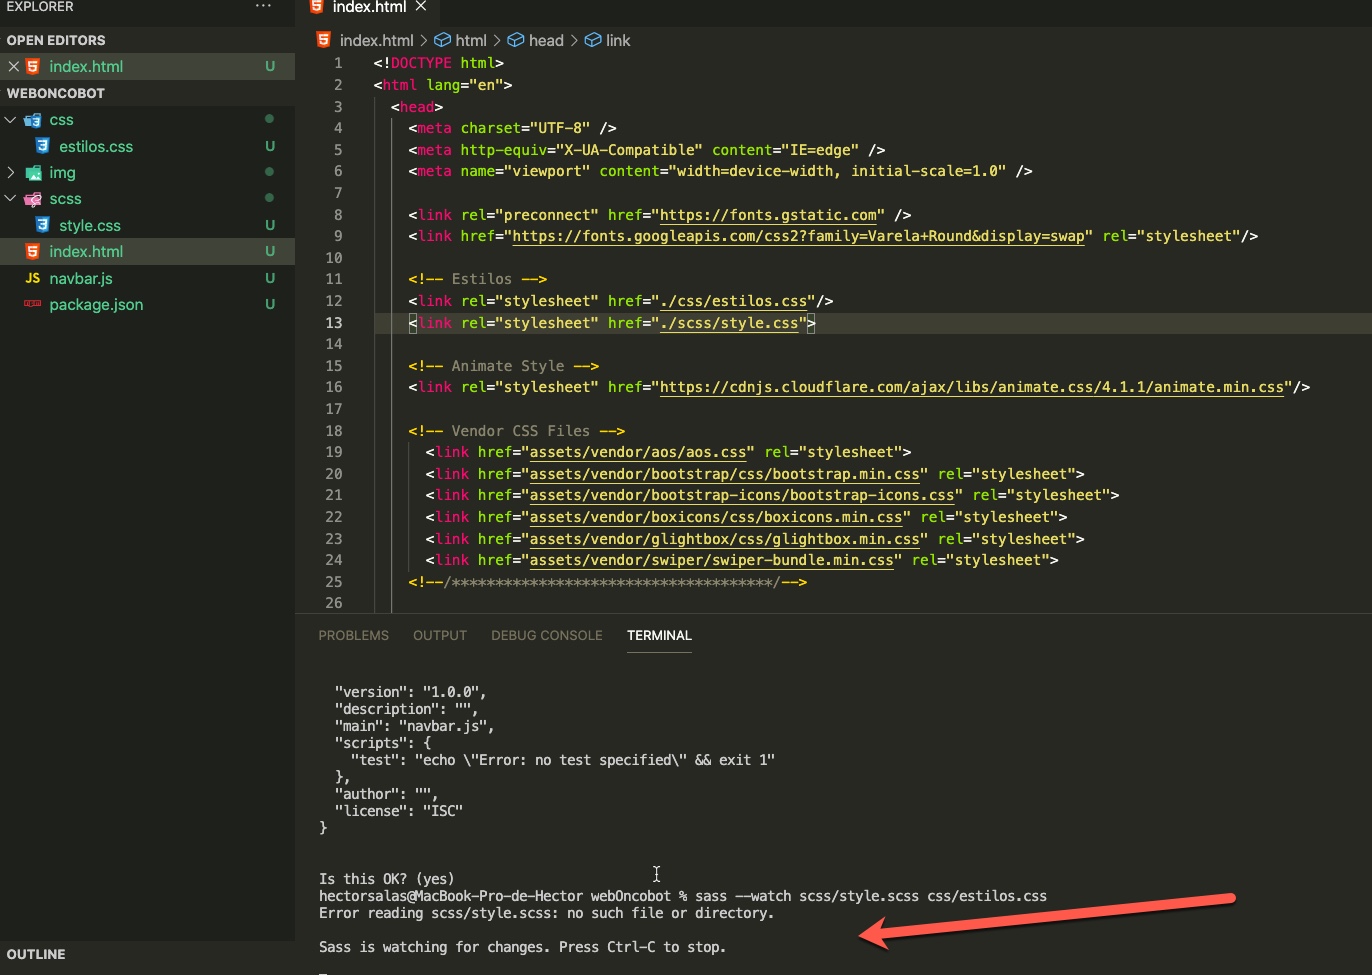 EXPLORER
...
OPEN EDITORS
index.html U
WEBONCOBOT
css
estilos.css U
img
scss
style.css U
index.html U
JS navbar.js U
package.json U
OUTLINE
index.html
index.html > html > head > link
1 <!DOCTYPE html>
2 <html lang="en">
3 <head>
4 <meta charset="UTF-8" />
5 <meta http-equiv="X-UA-Compatible" content="IE=edge" />
6 <meta name="viewport" content="width=device-width, initial-scale=1.0" />
7
8 <link rel="preconnect" href="https://fonts.gstatic.com" />
9 <link href="https://fonts.googleapis.com/css2?family=Varela+Round&display=swap" rel="stylesheet"/>
10
11 <!-- Estilos -->
12 <link rel="stylesheet" href="./css/estilos.css"/>
13 <link rel="stylesheet" href="./scss/style.css">
14
15 <!-- Animate Style -->
16 <link rel="stylesheet" href="https://cdnjs.cloudflare.com/ajax/libs/animate.css/4.1.1/animate.min.css"/>
17
18 <!-- Vendor CSS Files -->
19 <link href="assets/vendor/aos/aos.css" rel="stylesheet">
20 <link href="assets/vendor/bootstrap/css/bootstrap.min.css" rel="stylesheet">
21 <link href="assets/vendor/bootstrap-icons/bootstrap-icons.css" rel="stylesheet">
22 <link href="assets/vendor/boxicons/css/boxicons.min.css" rel="stylesheet">
23 <link href="assets/vendor/glightbox/css/glightbox.min.css" rel="stylesheet">
24 <link href="assets/vendor/swiper/swiper-bundle.min.css" rel="stylesheet">
25 <!--/*************************************/-->
26
PROBLEMS OUTPUT DEBUG CONSOLE TERMINAL
"version": "1.0.0",
"description": "",
"main": "navbar.js",
"scripts": {
"test": "echo \"Error: no test specified\" && exit 1"
},
"author": "",
"license": "ISC"
}
Is this OK? (yes)
hectorsalas@MacBook-Pro-de-Hector webOncobot % sass --watch scss/style.scss css/estilos.css
Error reading scss/style.scss: no such file or directory.
Sass is watching for changes. Press Ctrl-C to stop.